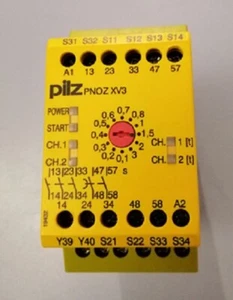 S31 S32 S11 S12 S13 S14
A1 13 23 33 47 57
pilz
PNOZ XV3
POWER
START
CH.1
CH.2
0,7
0,6 0,8
0,5 1
0,4 1.5
0,3 2
0,2 0,1 3
CH. 1 [t]
CH. 2 [t]
13 23 33 47 57 s
14 24 34 48 58
14 24 34 48 58 A2
Y39 Y40 S21 S22 S33 S34